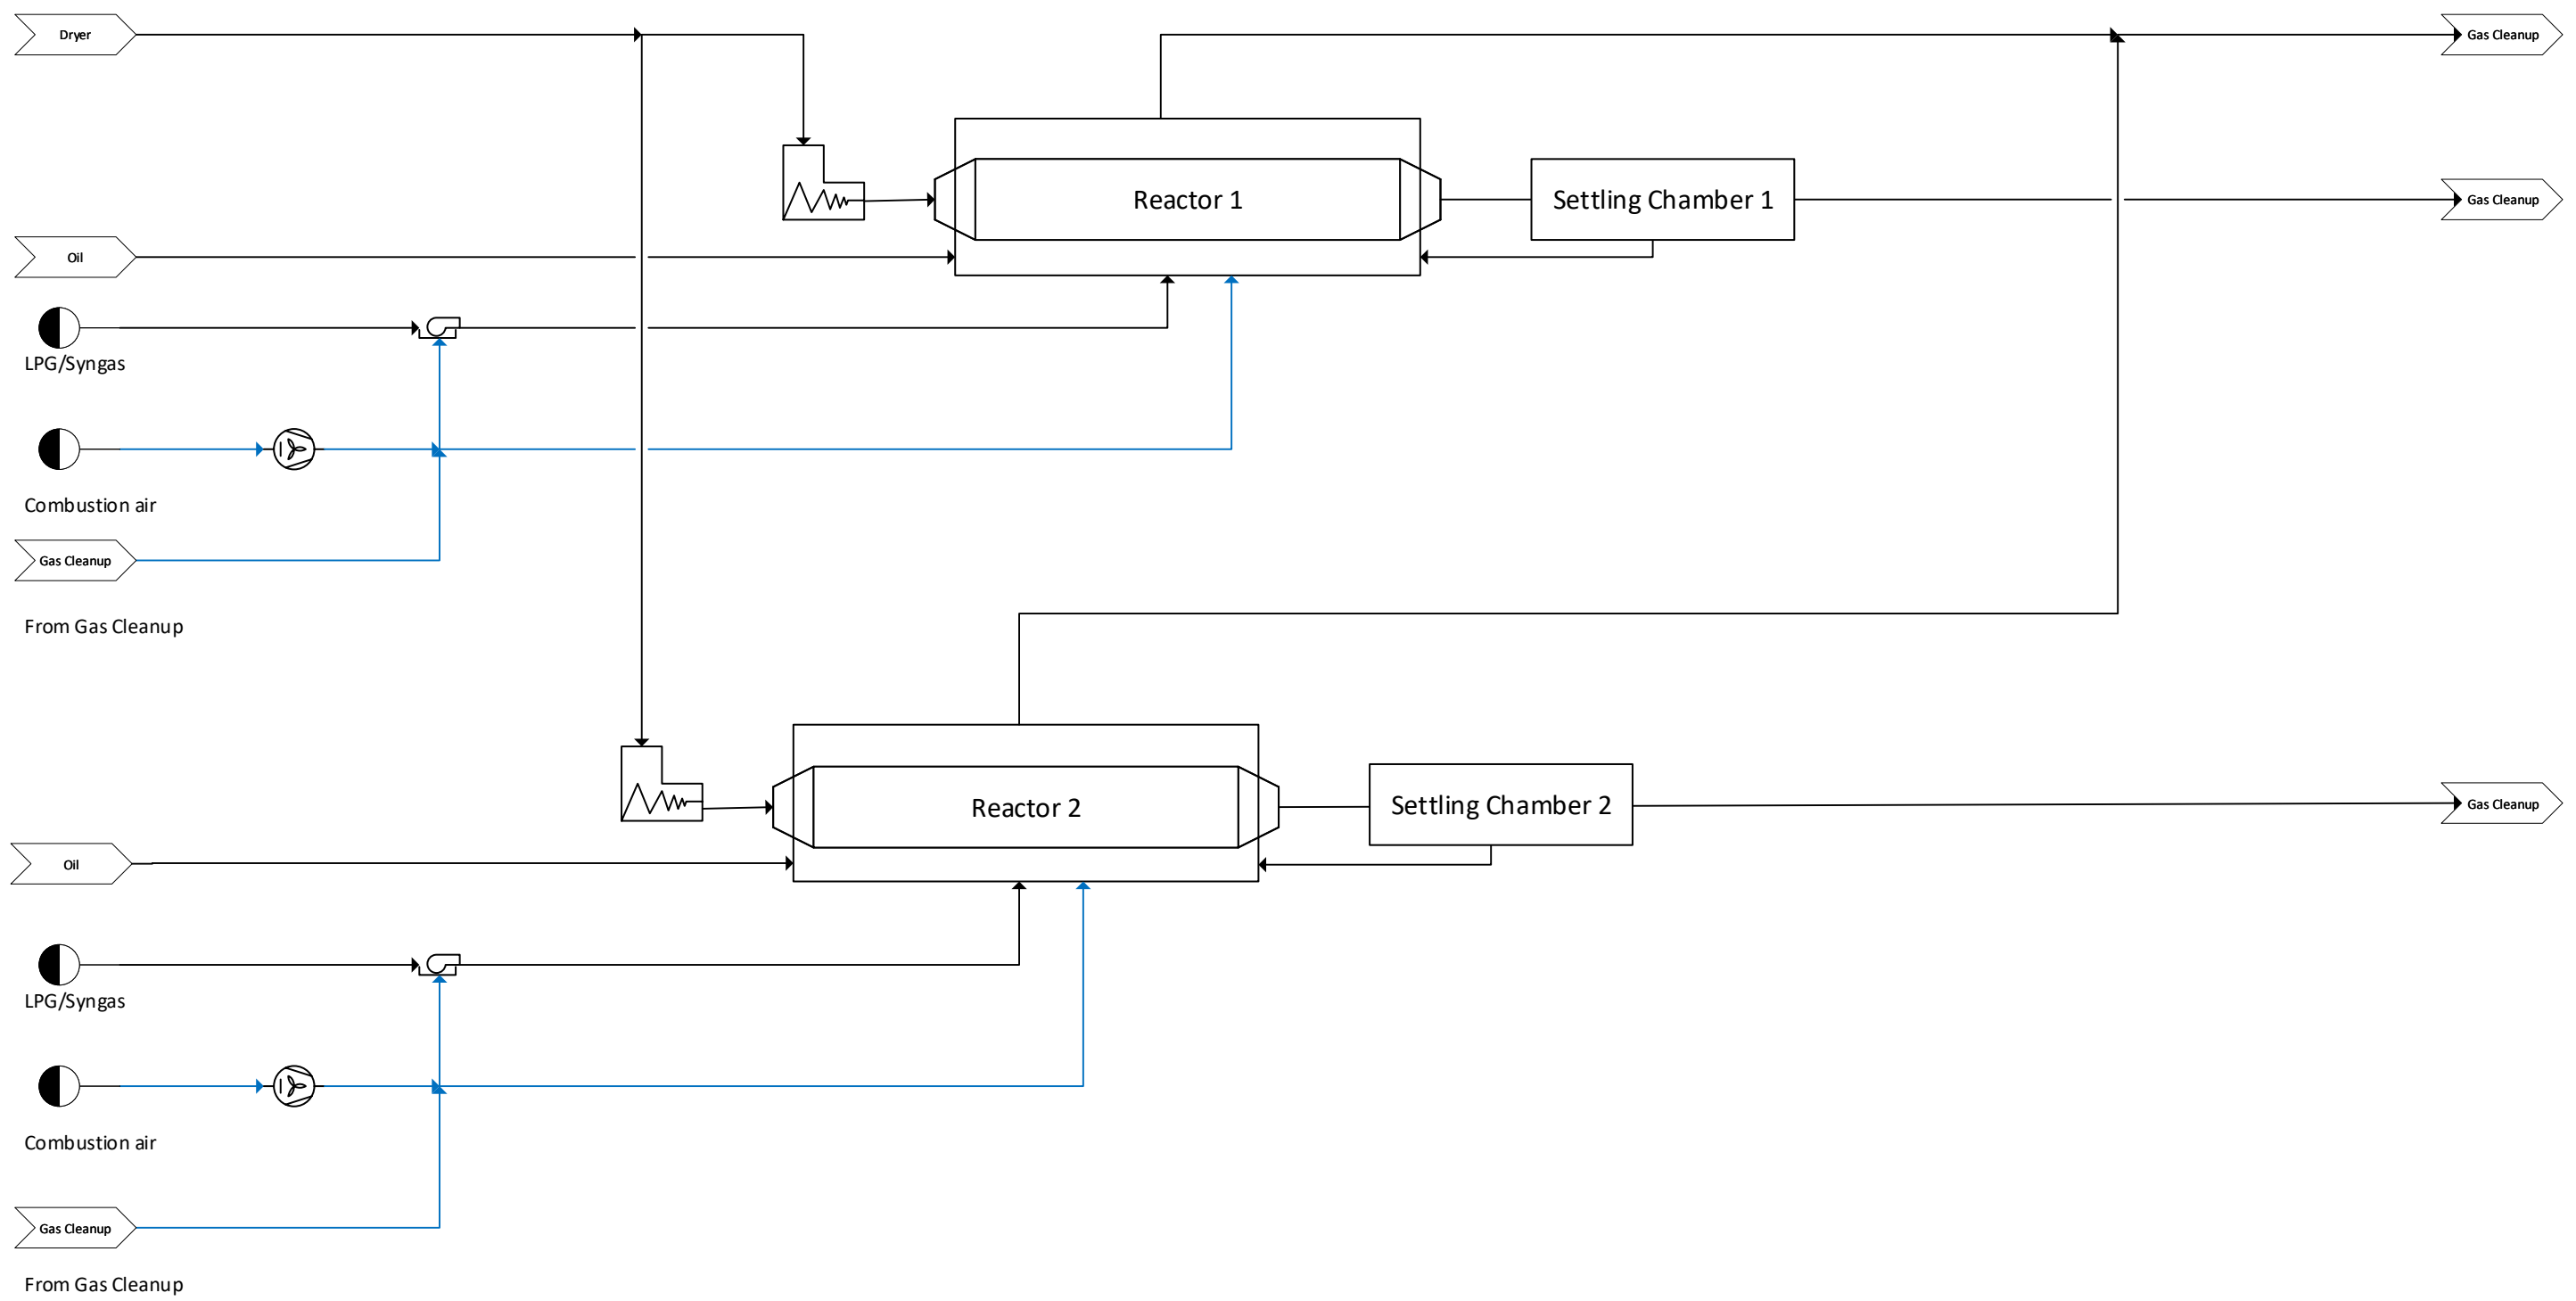 Dryer
Gas Cleanup
Reactor 1
Settling Chamber 1
Gas Cleanup
Oil
LPG/Syngas
Combustion air
Gas Cleanup
From Gas Cleanup
Reactor 2
Settling Chamber 2
Gas Cleanup
Oil
LPG/Syngas
Combustion air
Gas Cleanup
From Gas Cleanup